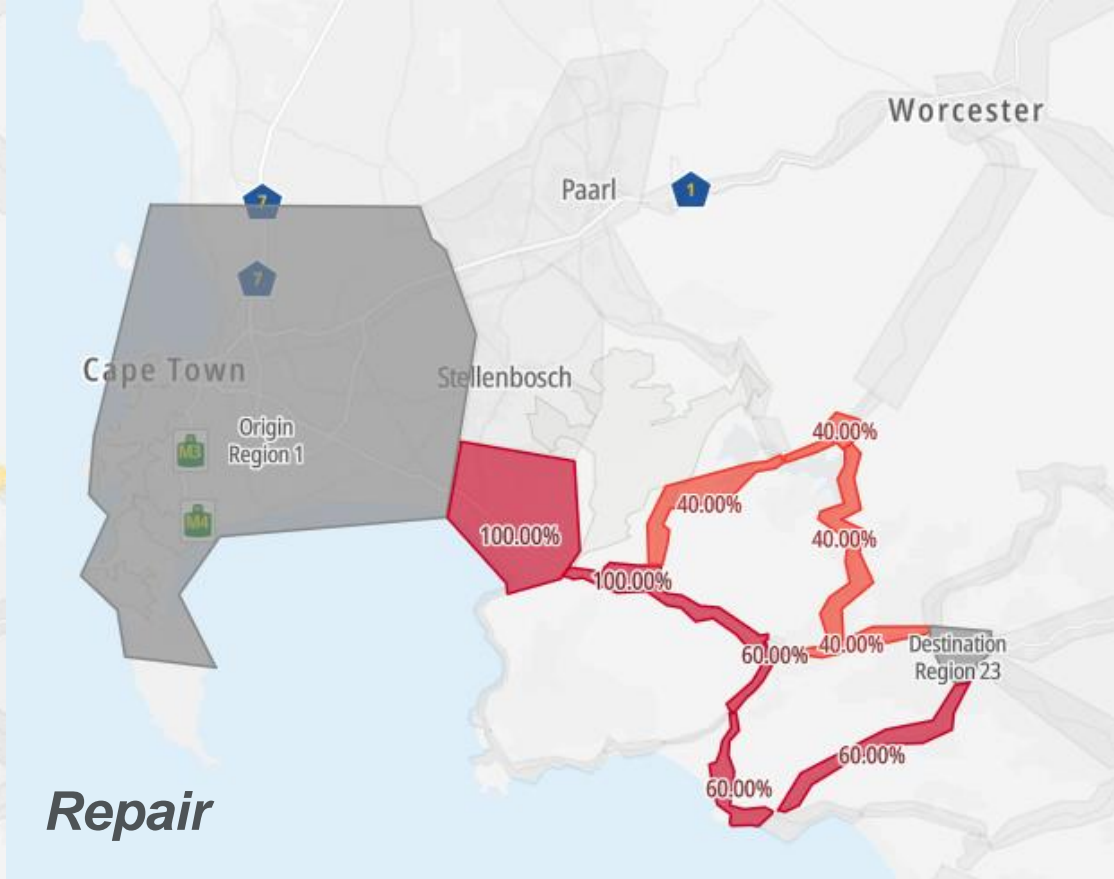 Worcester
Paarl
1
7
7
Cape Town
Stellenbosch
Origin
Region 1
M3
M4
40.00%
40.00%
100.00%
40.00%
100.00%
60.00%
40.00%
Destination
Region 23
60.00%
60.00%
Repair